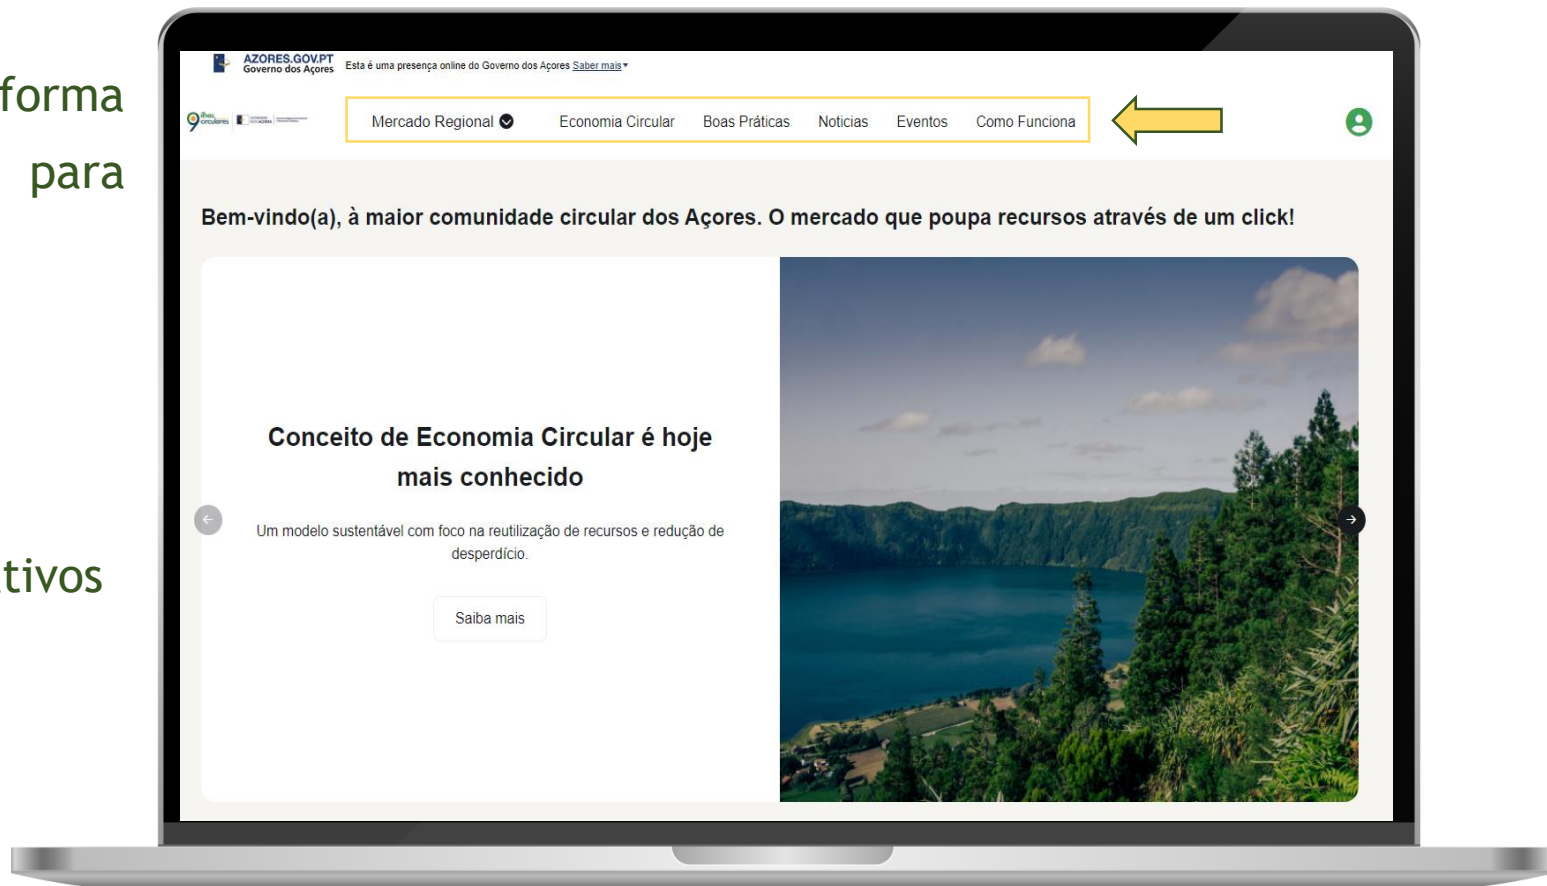 forma
para
tivos
AZORES.GOV.PT
Governo dos Açores
Esta é uma presença online do Governo dos Açores Saber mais
9 ilhas
circulares
Mercado Regional Economia Circular Boas Práticas Noticias Eventos Como Funciona
Bem-vindo(a), à maior comunidade circular dos Açores. O mercado que poupa recursos através de um click!
Conceito de Economia Circular é hoje
mais conhecido
Um modelo sustentável com foco na reutilização de recursos e redução de
desperdício.
Saiba mais